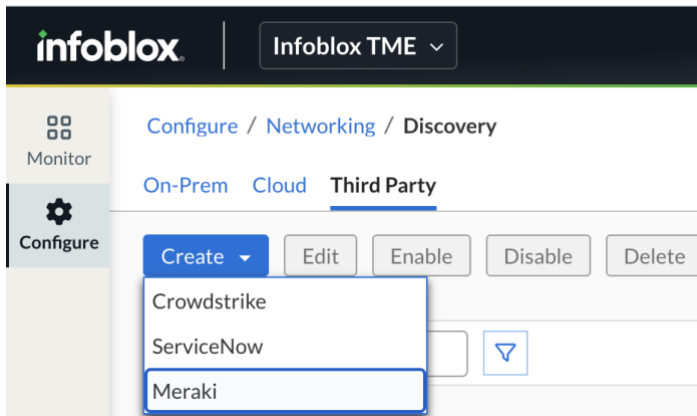 infoblox.
Infoblox TME
Monitor
Configure
Configure / Networking / Discovery
On-Prem Cloud Third Party
Create Edit Enable Disable Delete
Crowdstrike
ServiceNow
Meraki